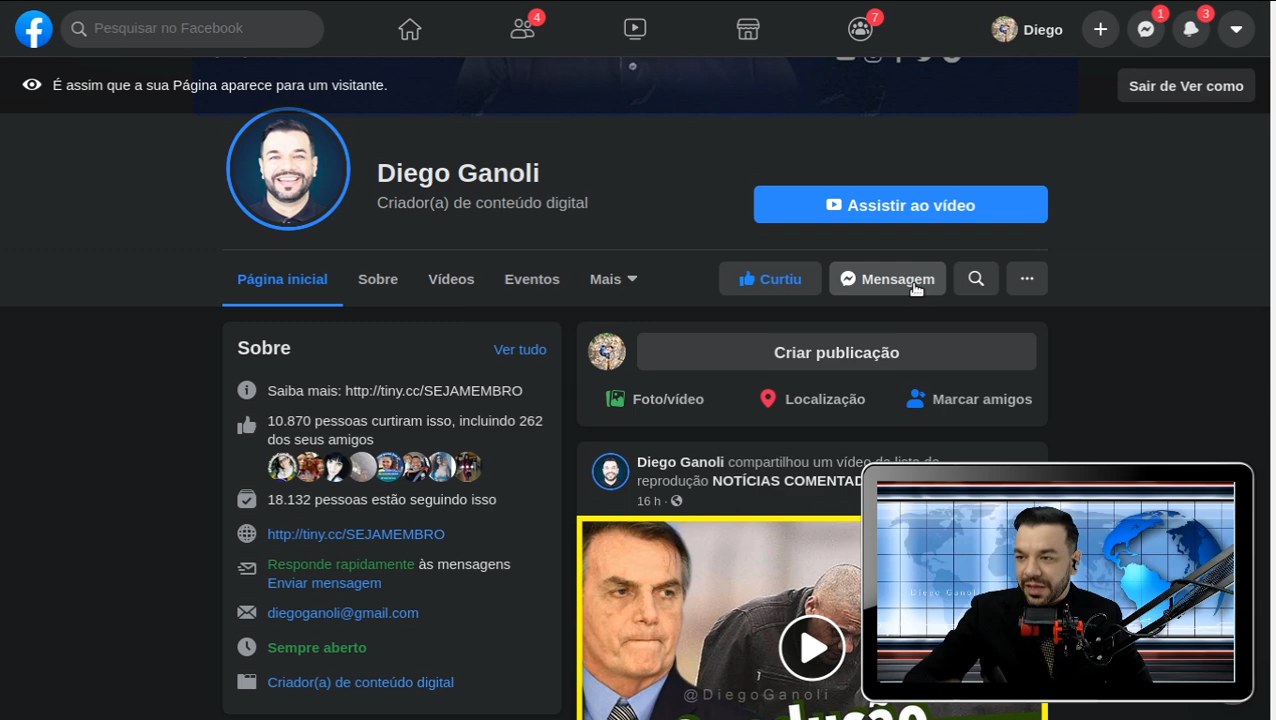 Pesquisar no Facebook
4
7
Diego
1
3
É assim que a sua Página aparece para um visitante.
Sair de Ver como
Diego Ganoli
Criador(a) de conteúdo digital
Assistir ao vídeo
Página inicial
Sobre
Vídeos
Eventos
Mais
Curtiu
Mensagem
Sobre
Ver tudo
Saiba mais: http://tiny.cc/SEJAMEMBRO
10.870 pessoas curtiram isso, incluindo 262
dos seus amigos
18.132 pessoas estão seguindo isso
http://tiny.cc/SEJAMEMBRO
Responde rapidamente às mensagens
Enviar mensagem
diegoganoli@gmail.com
Sempre aberto
Criador(a) de conteúdo digital
Criar publicação
Foto/vídeo
Localização
Marcar amigos
Diego Ganoli compartilhou um vídeo da lista de
reprodução NOTÍCIAS COMENTAD
16 h
@DiegoGanoli
Diego Ganoli